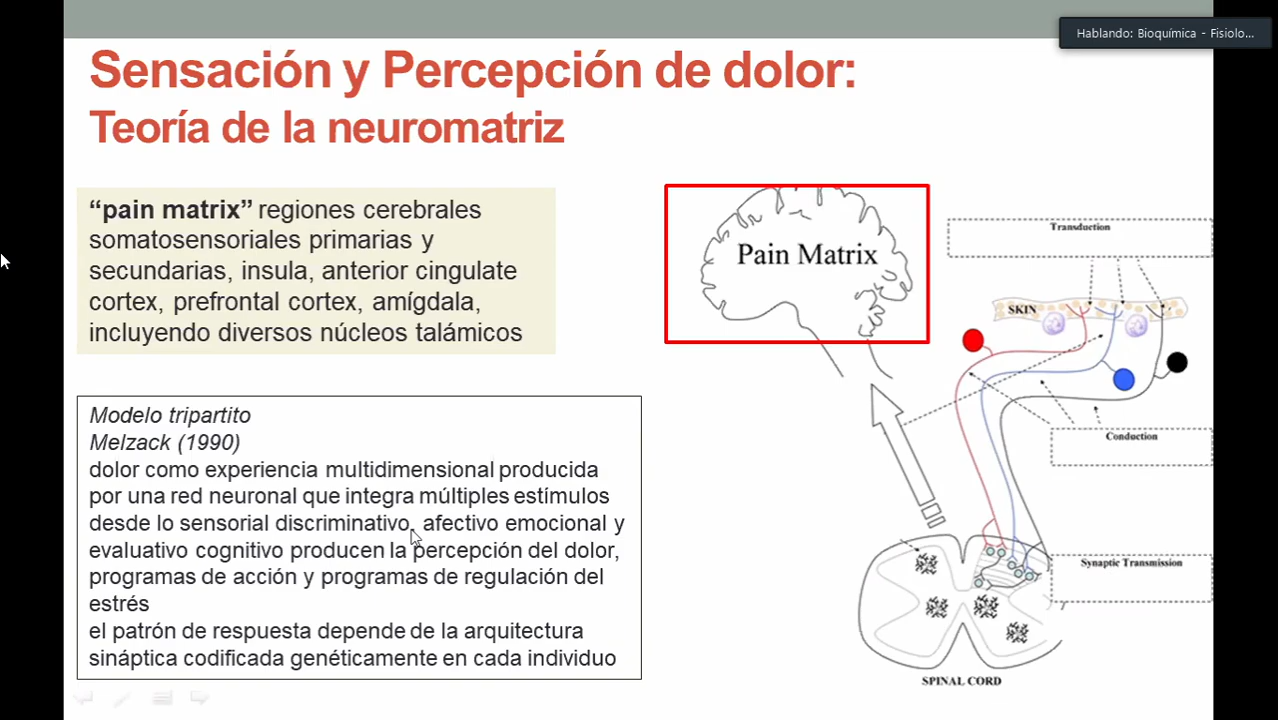 Hablando: Bioquímica - Fisiolo...
Sensación y Percepción de dolor:
Teoría de la neuromatriz
“pain matrix” regiones cerebrales
somatosensoriales primarias y
secundarias, insula, anterior cingulate
cortex, prefrontal cortex, amígdala,
incluyendo diversos núcleos talámicos
Modelo tripartito
Melzack (1990)
dolor como experiencia multidimensional producida
por una red neuronal que integra múltiples estímulos
desde lo sensorial discriminativo, afectivo emocional y
evaluativo cognitivo producen la percepción del dolor,
programas de acción y programas de regulación del
estrés
el patrón de respuesta depende de la arquitectura
sináptica codificada genéticamente en cada individuo
Pain Matrix
Transduction
SKIN
Conduction
Synaptic Transmission
SPINAL CORD